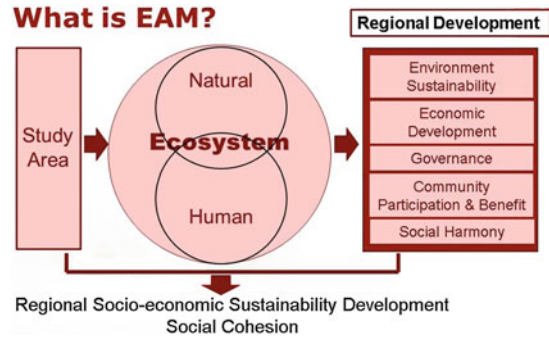 What is EAM?
Regional Development
Study
Area
Natural
Ecosystem
Human
Environment
Sustainability
Economic
Development
Governance
Community
Participation & Benefit
Social Harmony
Regional Socio-economic Sustainability Development
Social Cohesion